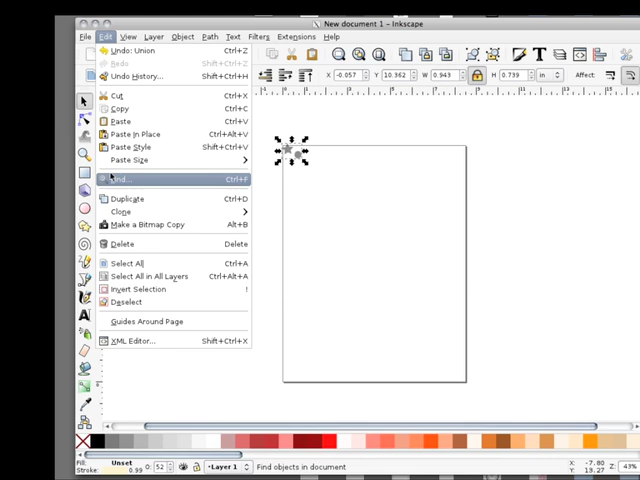 New document 1 – Inkscape
File Edit View Layer Object Path Text Filters Extensions Help
X -0.057 Y 10.362 W 0.943 H 0.739 in Affect:
Undo: Union Ctrl+Z
Redo Shift+Ctrl+Z
Undo History... Shift+Ctrl+H
Cut Ctrl+X
Copy Ctrl+C
Paste Ctrl+V
Paste In Place Ctrl+Alt+V
Paste Style Shift+Ctrl+V
Paste Size
Find... Ctrl+F
Duplicate Ctrl+D
Clone
Make a Bitmap Copy Alt+B
Delete Delete
Select All Ctrl+A
Select All in All Layers Ctrl+Alt+A
Invert Selection !
Deselect
Guides Around Page
XML Editor... Shift+Ctrl+X
Fill: Unset
Stroke: 0.99
O: 52
Layer 1
Find objects in document
X: -7.80
Y: 13.27
Z: 43%